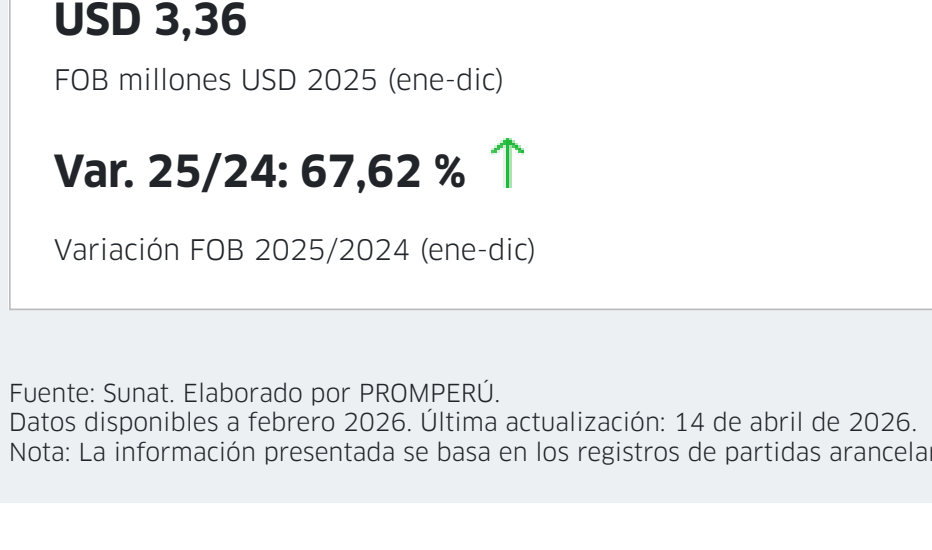 USD 3,36
FOB millones USD 2025 (ene-dic)
Var. 25/24: 67,62 % ↑
Variación FOB 2025/2024 (ene-dic)
Fuente: Sunat. Elaborado por PROMPERÚ.
Datos disponibles a febrero 2026. Última actualización: 14 de abril de 2026.
Nota: La información presentada se basa en los registros de partidas